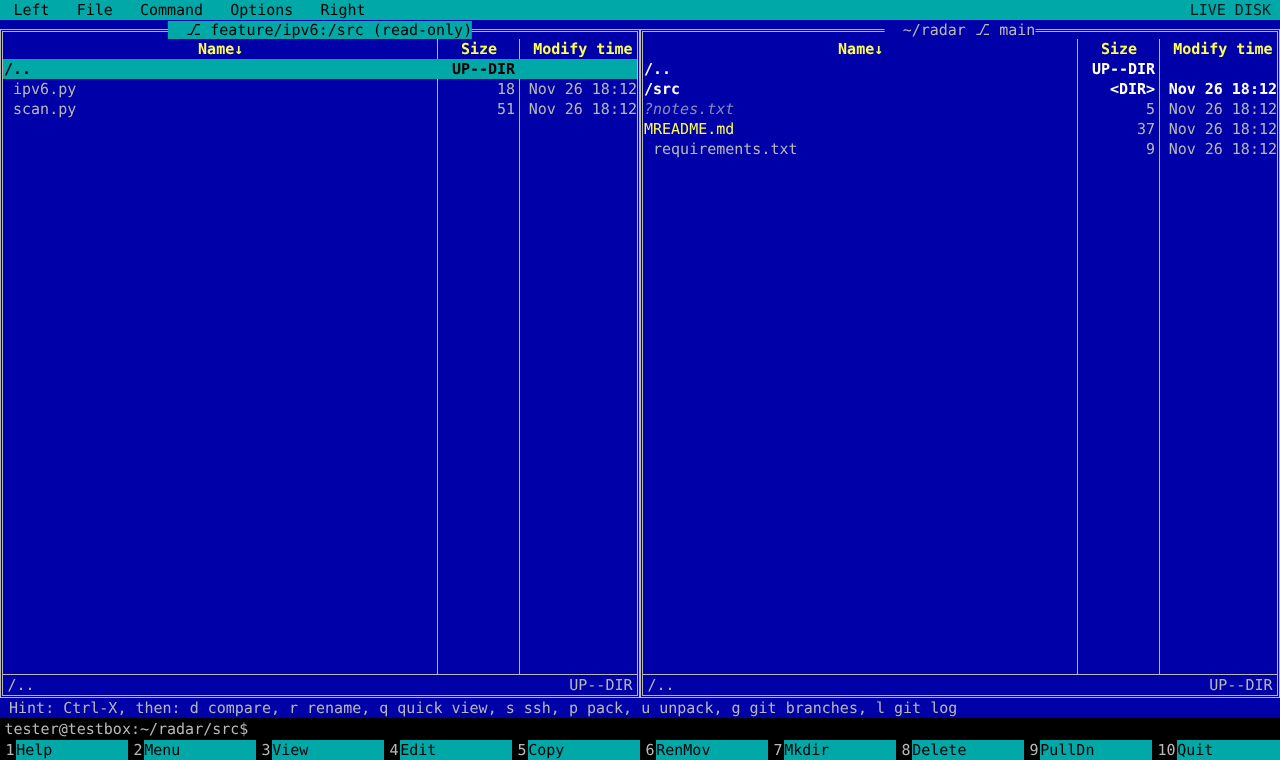 Left File Command Options Right LIVE DISK
⎇ feature/ipv6:/src (read-only) ~/radar ⎇ main
Name↓ Size Modify time Name↓ Size Modify time
/.. UP--DIR /.. UP--DIR
ipv6.py 18 Nov 26 18:12 /src <DIR> Nov 26 18:12
scan.py 51 Nov 26 18:12 ?notes.txt 5 Nov 26 18:12
MREADME.md 37 Nov 26 18:12
requirements.txt 9 Nov 26 18:12
/.. UP--DIR /.. UP--DIR
Hint: Ctrl-X, then: d compare, r rename, q quick view, s ssh, p pack, u unpack, g git branches, l git log
tester@testbox:~/radar/src$
1Help 2Menu 3View 4Edit 5Copy 6RenMov 7Mkdir 8Delete 9PullDn 10Quit